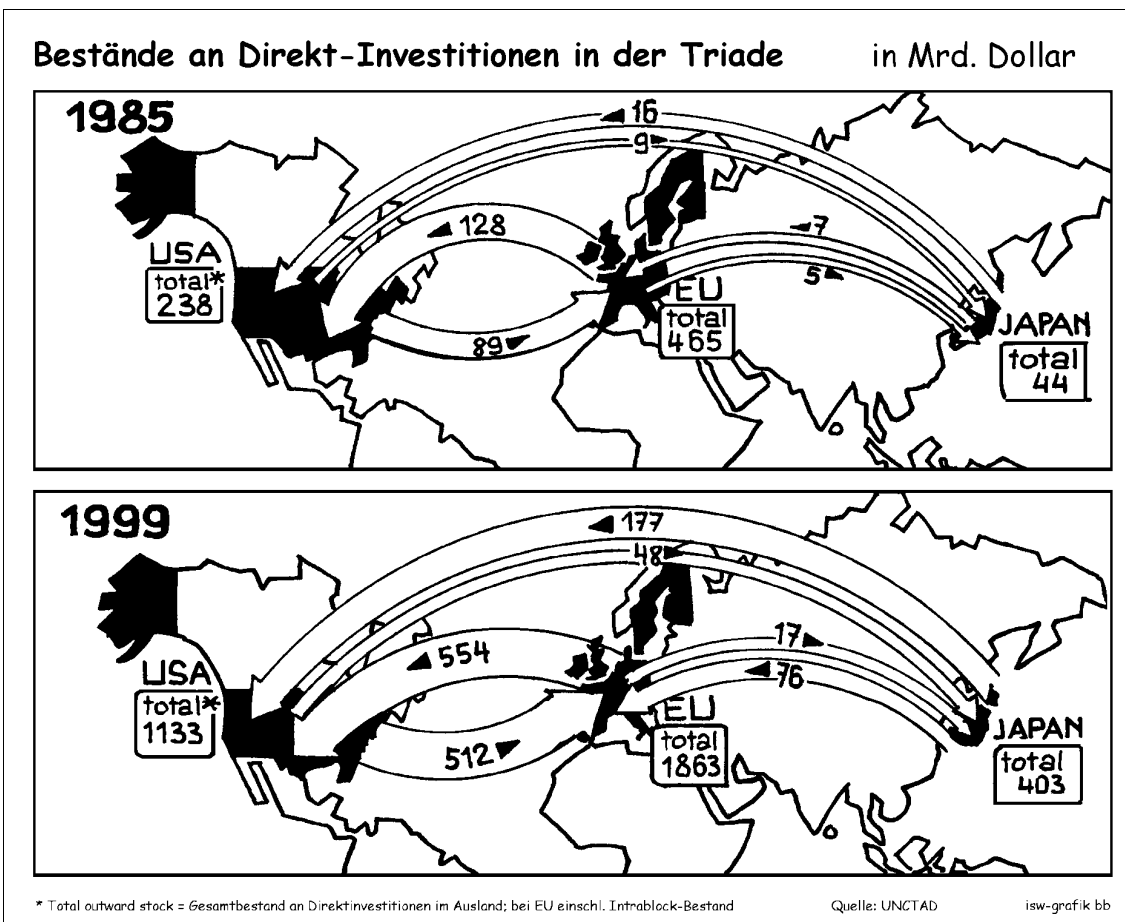 Bestände an Direkt-Investitionen in der Triade in Mrd. Dollar
1985
16
9
128
7
5
89
USA
total*
238
EU
total
465
JAPAN
total
44
1999
177
48
554
17
76
512
USA
total*
1133
EU
total
1863
JAPAN
total
403
* Total outward stock = Gesamtbestand an Direktinvestitionen im Ausland; bei EU einschl. Intrablock-Bestand Quelle: UNCTAD isw-grafik bb